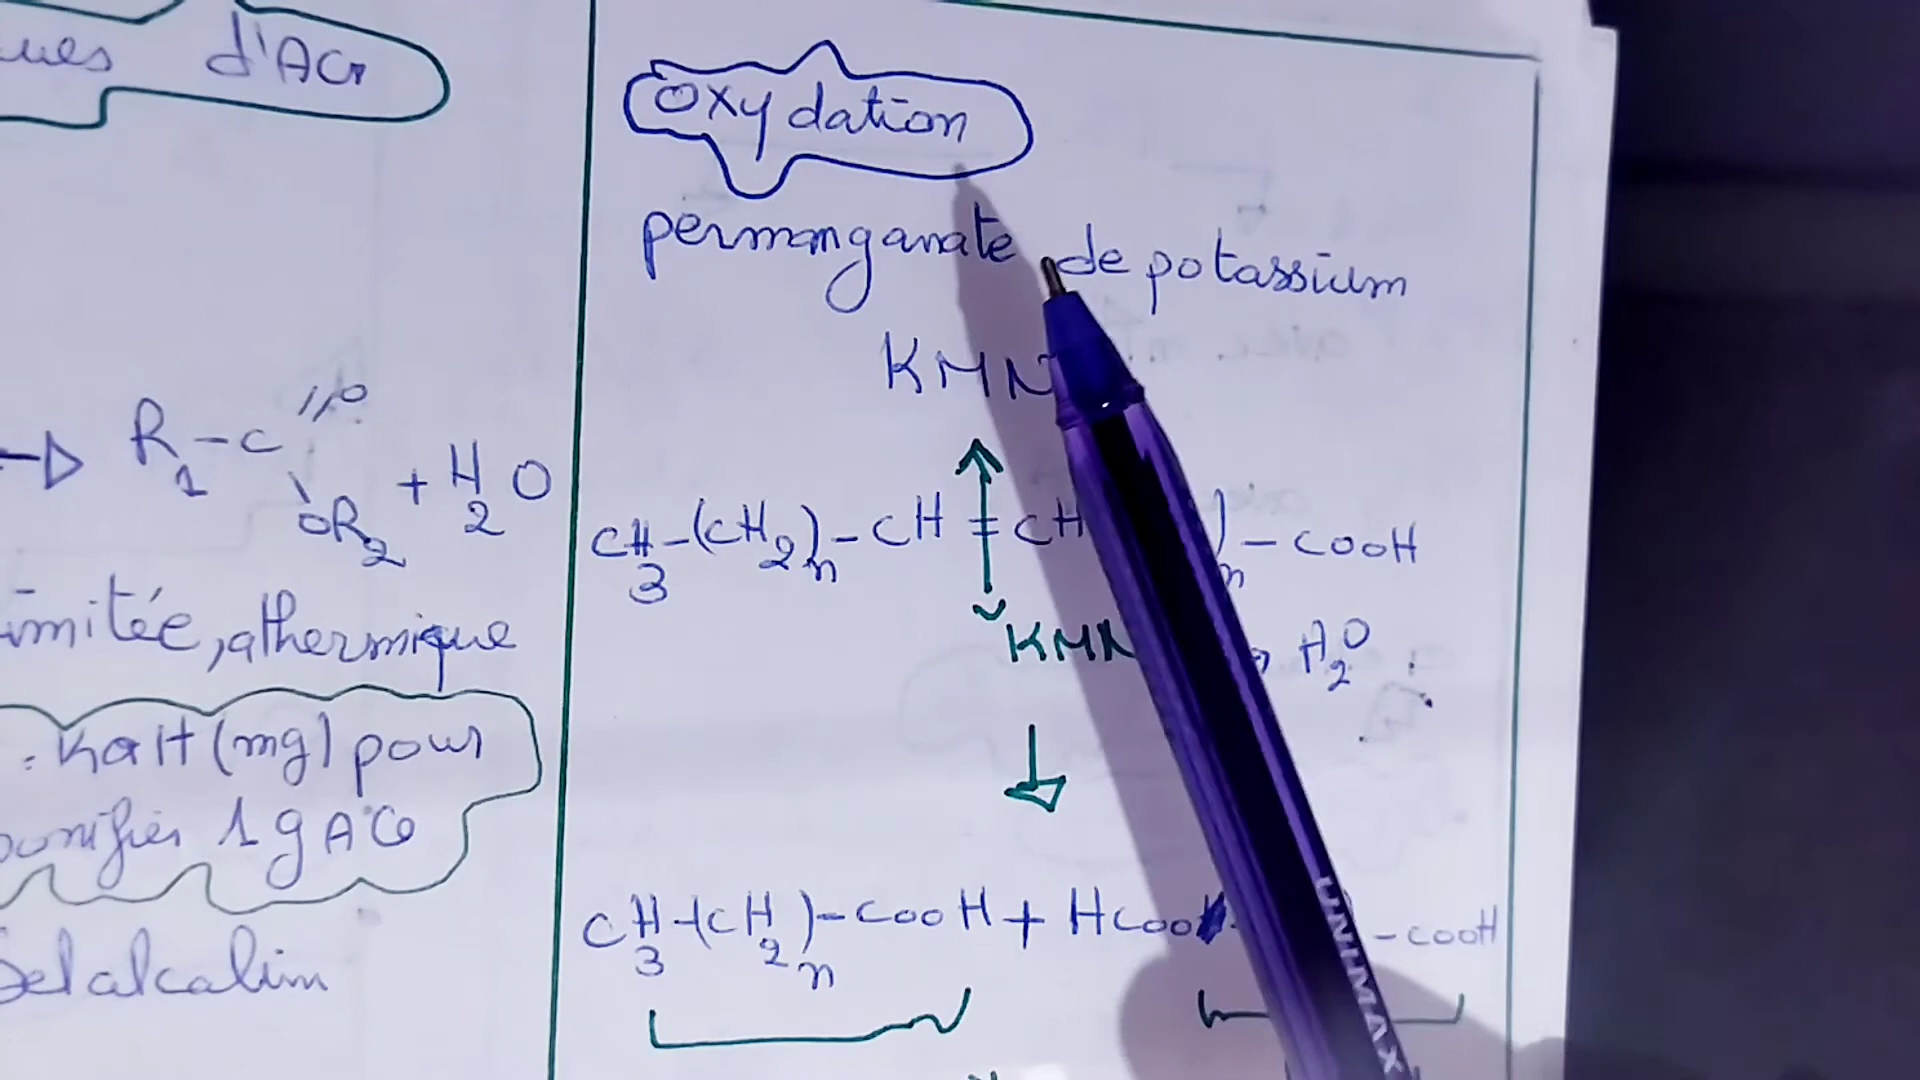 d'AG
R1-C
O
OR2 + H2O
imitée, athermique
(mg) pour
1g AG
Sel alcalin
Oxydation
permanganate de potassium
KMN
CH3-(CH2)n-CH=CH )n-COOH
KMN H2O
CH3-(CH2)n-COOH + HCOO -COOH
UNIMAX